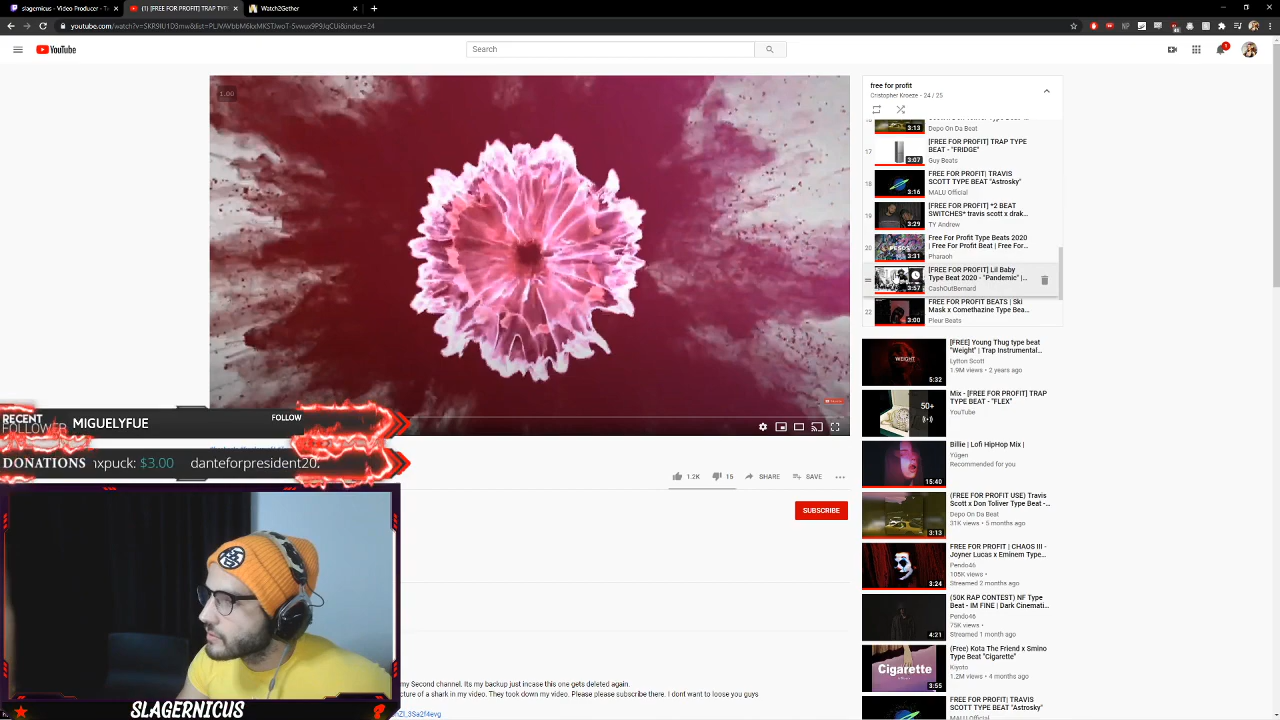 slagernicus - Video Producer - T
(1) [FREE FOR PROFIT] TRAP TY
Watch2Gether
Search
YouTube
1.00
free for profit
Cristopher Kroeze - 24 / 25
3:13
Depo On Da Beat
17
[FREE FOR PROFIT] TRAP TYPE
BEAT - "FRIDGE"
3:07
Guy Beats
18
FREE FOR PROFIT| TRAVIS
SCOTT TYPE BEAT "Astrosky"
3:16
MALU Official
19
[FREE FOR PROFIT] *2 BEAT
SWITCHES* travis scott x drak...
3:29
TY Andrew
20
Free For Profit Type Beats 2020
| Free For Profit Beat | Free For...
PESOS
3:31
Pharaoh
[FREE FOR PROFIT] Lil Baby
Type Beat 2020 - "Pandemic" |...
3:57
CashOutBernard
22
FREE FOR PROFIT BEATS | Ski
Mask x Comethazine Type Bea...
3:00
Pleur Beats
[FREE] Young Thug type beat
"Weight" | Trap Instrumental...
WEIGHT
Lytton Scott
1.9M views • 2 years ago
5:32
Mix - [FREE FOR PROFIT] TRAP
TYPE BEAT - "FLEX"
50+
YouTube
Billie | Lofi HipHop Mix |
Yúgen
Recommended for you
15:40
(FREE FOR PROFIT USE) Travis
Scott x Don Toliver Type Beat -...
Depo On Da Beat
31K views • 5 months ago
3:13
FREE FOR PROFIT | CHAOS III -
Joyner Lucas x Eminem Type...
Pendo46
105K views •
Streamed 2 months ago
3:24
(50K RAP CONTEST) NF Type
Beat - IM FINE | Dark Cinemati...
Pendo46
75K views •
Streamed 1 month ago
4:21
(Free) Kota The Friend x Smino
Type Beat "Cigarette"
Cigarette
Kiyoto
1.2M views • 4 months ago
3:55
FREE FOR PROFIT| TRAVIS
SCOTT TYPE BEAT "Astrosky"
MALU Official
1.2K
15
SHARE
SAVE
SUBSCRIBE
RECENT
FOLLOWER
MIGUELYFUE
FOLLOW
DONATIONS
nxpuck: $3.00 danteforpresident20:
my Second channel. Its my backup just incase this one gets deleted again.
cture of a shark in my video. They took down my video. Please please subscribe there. I dont want to loose you guys
SLAGERNICUS